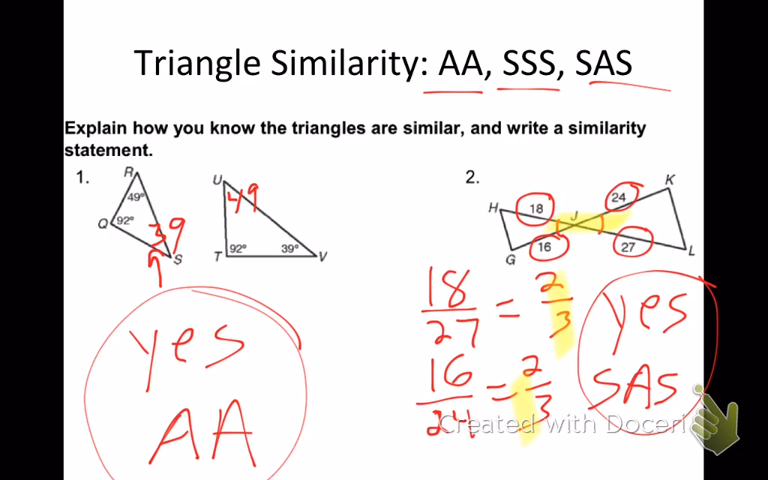 Triangle Similarity: AA, SSS, SAS
Explain how you know the triangles are similar, and write a similarity
statement.
1.
R
49°
Q
92°
39
S
U
49
T
92°
39°
V
yes
AA
2.
H
18
J
24
K
G
16
27
L
18/27 = 2/3
16/24 = 2/3
yes
SAS
Created with Doceri